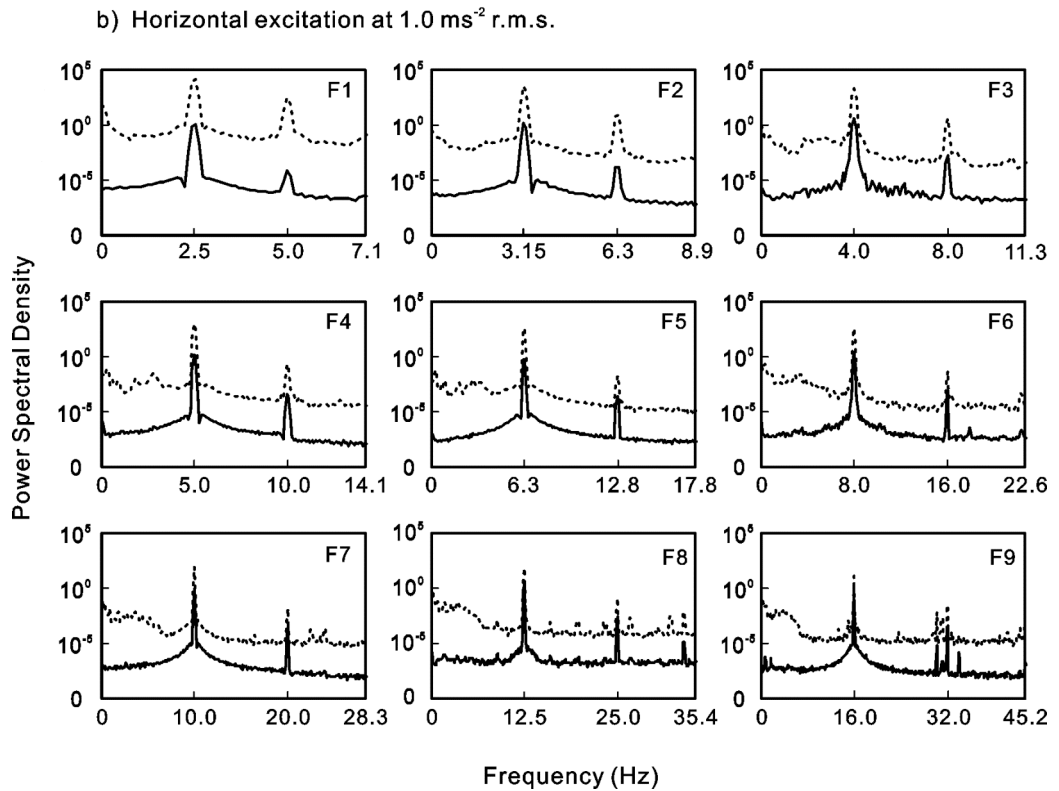 b) Horizontal excitation at 1.0 ms⁻² r.m.s.
Power Spectral Density
10⁵ 10⁰ 10⁻⁵ 0
F1
0 2.5 5.0 7.1
F2
0 3.15 6.3 8.9
10⁵ 10⁰ 10⁻⁵ 0
F3
0 4.0 8.0 11.3
10⁵ 10⁰ 10⁻⁵ 0
F4
0 5.0 10.0 14.1
10⁵ 10⁰ 10⁻⁵ 0
F5
0 6.3 12.8 17.8
10⁵ 10⁰ 10⁻⁵ 0
F6
0 8.0 16.0 22.6
10⁵ 10⁰ 10⁻⁵ 0
F7
0 10.0 20.0 28.3
10⁵ 10⁰ 10⁻⁵ 0
F8
0 12.5 25.0 35.4
10⁵ 10⁰ 10⁻⁵ 0
F9
0 16.0 32.0 45.2
10⁵ 10⁰ 10⁻⁵ 0
Frequency (Hz)